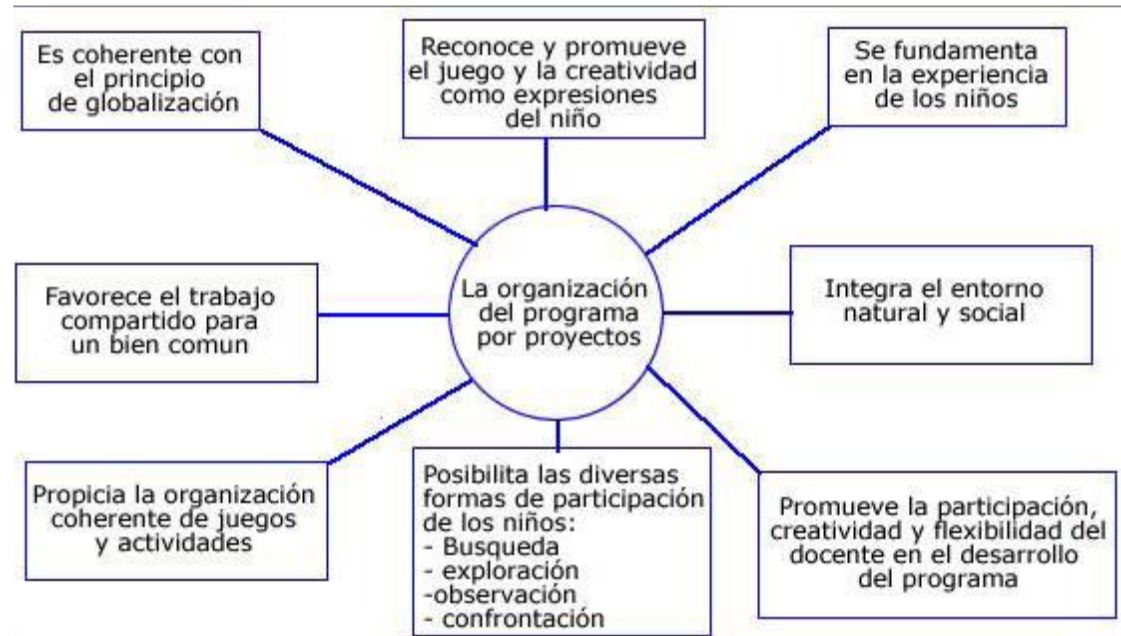 Es coherente con
el principio
de globalización
Reconoce y promueve
el juego y la creatividad
como expresiones
del niño
Se fundamenta
en la experiencia
de los niños
Favorece el trabajo
compartido para
un bien comun
La organización
del programa
por proyectos
Integra el entorno
natural y social
Propicia la organización
coherente de juegos
y actividades
Posibilita las diversas
formas de participación
de los niños:
- Busqueda
- exploración
-observación
- confrontación
Promueve la participación,
creatividad y flexibilidad del
docente en el desarrollo
del programa